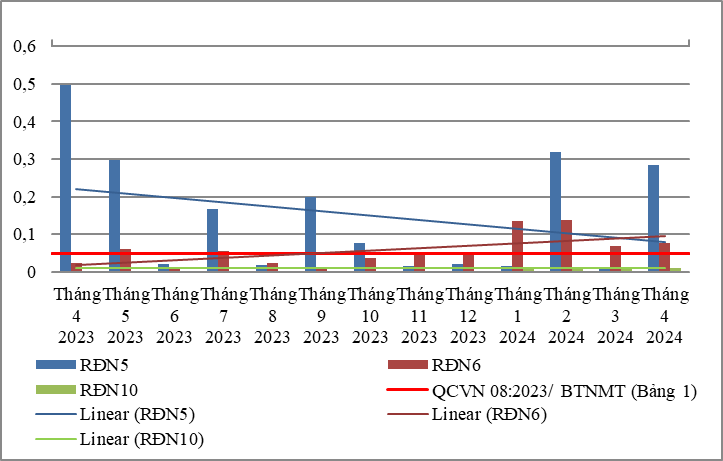 0,6
0,5
0,4
0,3
0,2
0,1
0
Tháng Tháng Tháng Tháng Tháng Tháng Tháng Tháng Tháng Tháng Tháng Tháng Tháng
4 5 6 7 8 9 10 11 12 1 2 3 4
2023 2023 2023 2023 2023 2023 2023 2023 2023 2024 2024 2024 2024
RĐN5 RĐN6
RĐN10 QCVN 08:2023/ BTNMT (Bảng 1)
Linear (RĐN5) Linear (RĐN6)
Linear (RĐN10)